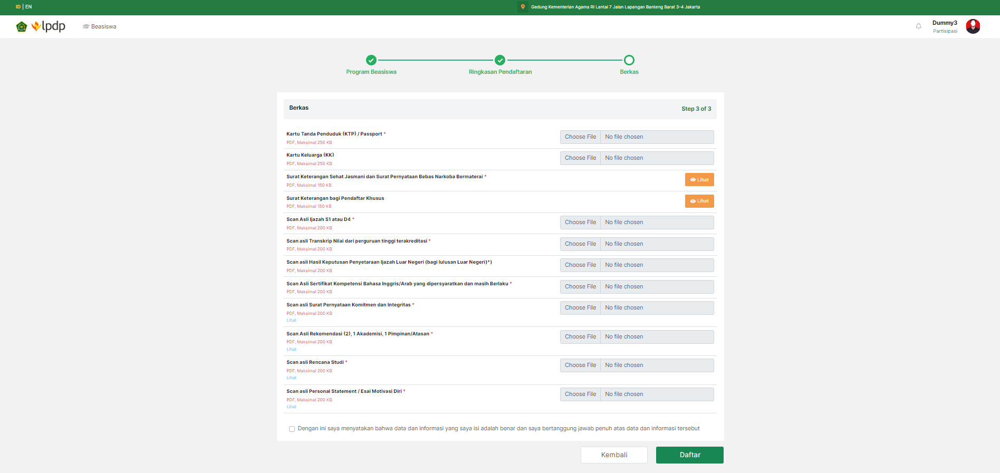 ID | EN
Gedung Kementerian Agama RI Lantai 7 Jalan Lapangan Banteng Barat 3-4 Jakarta
lpdp
Beasiswa
Dummy3
Partisipasi
Program Beasiswa
Ringkasan Pendaftaran
Berkas
Berkas
Step 3 of 3
Kartu Tanda Penduduk (KTP) / Passport *
PDF, Maksimal 250 KB
Choose File No file chosen
Kartu Keluarga (KK)
PDF, Maksimal 250 KB
Choose File No file chosen
Surat Keterangan Sehat Jasmani dan Surat Pernyataan Bebas Narkoba Bermaterai *
PDF, Maksimal 150 KB
Lihat
Surat Keterangan bagi Pendaftar Khusus
PDF, Maksimal 150 KB
Lihat
Scan Asli Ijazah S1 atau D4 *
PDF, Maksimal 200 KB
Choose File No file chosen
Scan asli Transkrip Nilai dari perguruan tinggi terakreditasi *
PDF, Maksimal 200 KB
Choose File No file chosen
Scan asli Hasil Keputusan Penyetaraan Ijazah Luar Negeri (bagi lulusan Luar Negeri)*)
PDF, Maksimal 200 KB
Choose File No file chosen
Scan Asli Sertifikat Kompetensi Bahasa Inggris/Arab yang dipersyaratkan dan masih Berlaku *
PDF, Maksimal 200 KB
Choose File No file chosen
Scan asli Surat Pernyataan Komitmen dan Integritas *
PDF, Maksimal 200 KB
Lihat
Choose File No file chosen
Scan Asli Rekomendasi (2), 1 Akademisi, 1 Pimpinan/Atasan *
PDF, Maksimal 200 KB
Lihat
Choose File No file chosen
Scan asli Rencana Studi *
PDF, Maksimal 200 KB
Lihat
Choose File No file chosen
Scan asli Personal Statement / Esai Motivasi Diri *
PDF, Maksimal 200 KB
Lihat
Choose File No file chosen
Dengan ini saya menyatakan bahwa data dan informasi yang saya isi adalah benar dan saya bertanggung jawab penuh atas data dan informasi tersebut
Kembali
Daftar